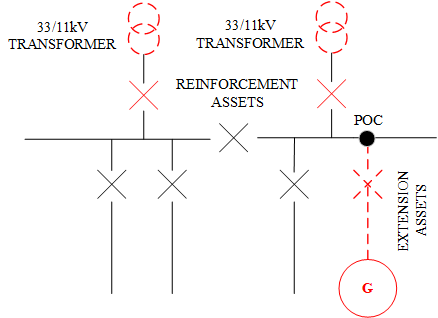 33/11kV
TRANSFORMER
33/11kV
TRANSFORMER
REINFORCEMENT
ASSETS
POC
EXTENSION
ASSETS
G